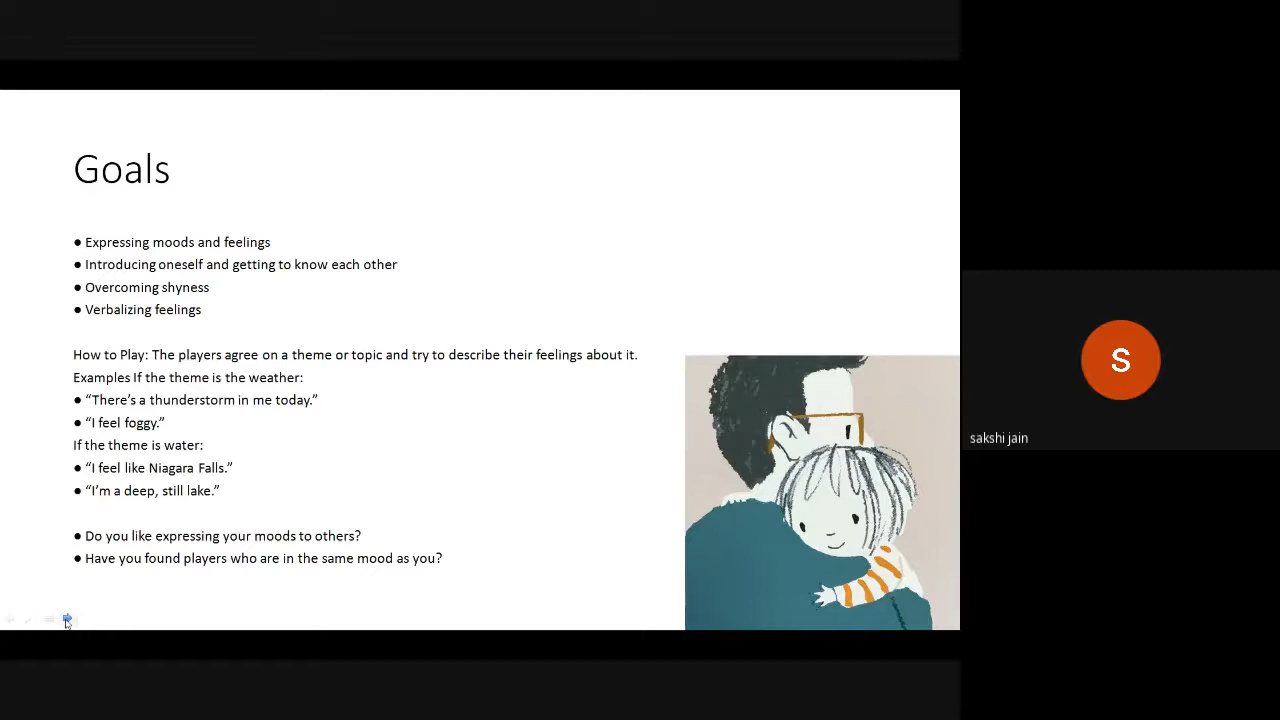 Goals
● Expressing moods and feelings
● Introducing oneself and getting to know each other
● Overcoming shyness
● Verbalizing feelings
How to Play: The players agree on a theme or topic and try to describe their feelings about it.
Examples If the theme is the weather:
● “There’s a thunderstorm in me today.”
● “I feel foggy.”
If the theme is water:
● “I feel like Niagara Falls.”
● “I’m a deep, still lake.”
● Do you like expressing your moods to others?
● Have you found players who are in the same mood as you?
S
sakshi jain